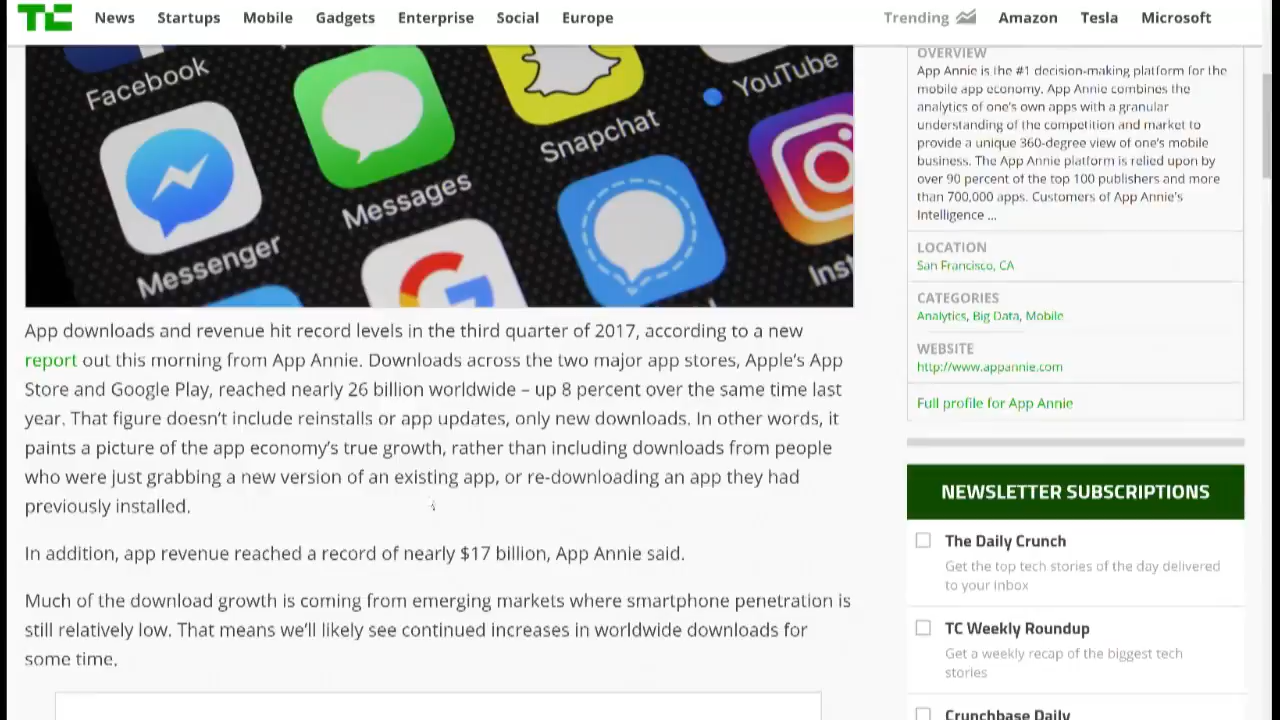 TC News Startups Mobile Gadgets Enterprise Social Europe Trending Amazon Tesla Microsoft
Facebook
YouTube
Snapchat
Messages
Messenger
Inst
App downloads and revenue hit record levels in the third quarter of 2017, according to a new
report out this morning from App Annie. Downloads across the two major app stores, Apple’s App
Store and Google Play, reached nearly 26 billion worldwide – up 8 percent over the same time last
year. That figure doesn’t include reinstalls or app updates, only new downloads. In other words, it
paints a picture of the app economy’s true growth, rather than including downloads from people
who were just grabbing a new version of an existing app, or re-downloading an app they had
previously installed.
In addition, app revenue reached a record of nearly $17 billion, App Annie said.
Much of the download growth is coming from emerging markets where smartphone penetration is
still relatively low. That means we’ll likely see continued increases in worldwide downloads for
some time.
OVERVIEW
App Annie is the #1 decision-making platform for the
mobile app economy. App Annie combines the
analytics of one’s own apps with a granular
understanding of the competition and market to
provide a unique 360-degree view of one’s mobile
business. The App Annie platform is relied upon by
over 90 percent of the top 100 publishers and more
than 700,000 apps. Customers of App Annie’s
Intelligence ...
LOCATION
San Francisco, CA
CATEGORIES
Analytics, Big Data, Mobile
WEBSITE
http://www.appannie.com
Full profile for App Annie
NEWSLETTER SUBSCRIPTIONS
The Daily Crunch
Get the top tech stories of the day delivered
to your inbox
TC Weekly Roundup
Get a weekly recap of the biggest tech
stories
Crunchbase Daily